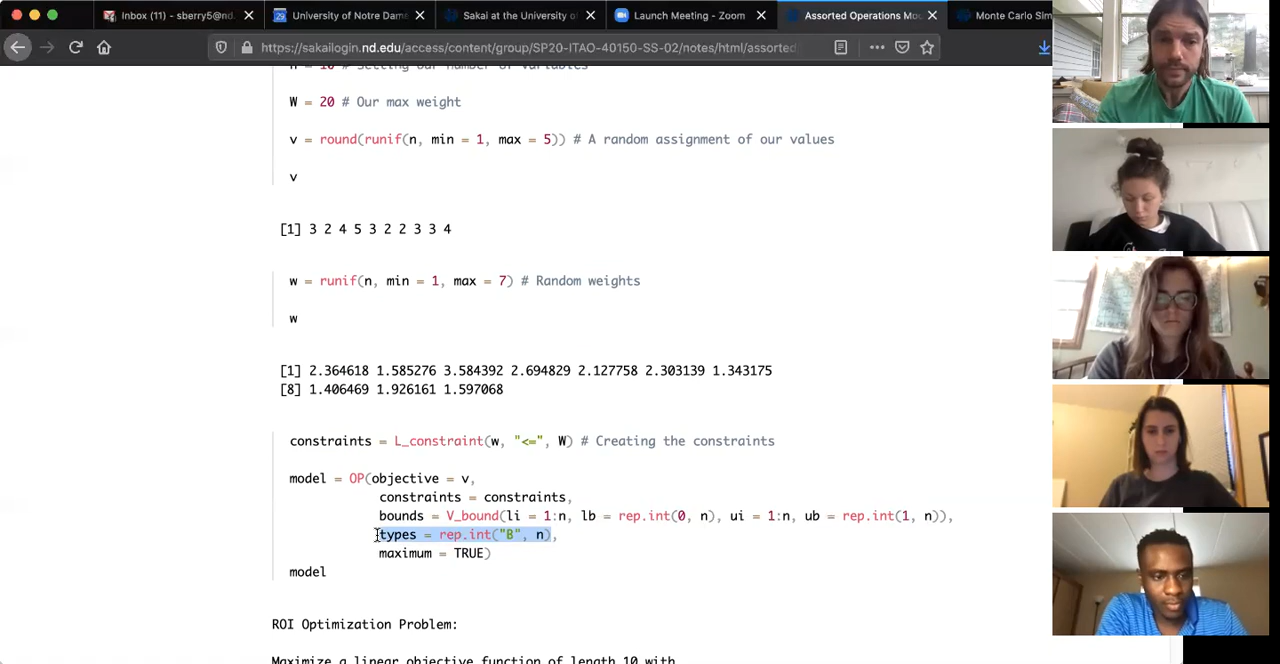 Inbox (11) - sberry5@nd.
University of Notre Dame
Sakai at the University o
Launch Meeting - Zoom
Assorted Operations Mo
Monte Carlo Sim
https://sakailogin.nd.edu/access/content/group/SP20-ITAO-40150-SS-02/notes/html/assorted
W = 20 # Our max weight
v = round(runif(n, min = 1, max = 5)) # A random assignment of our values
v
[1] 3 2 4 5 3 2 2 3 3 4
w = runif(n, min = 1, max = 7) # Random weights
w
[1] 2.364618 1.585276 3.584392 2.694829 2.127758 2.303139 1.343175
[8] 1.406469 1.926161 1.597068
constraints = L_constraint(w, "<=", W) # Creating the constraints
model = OP(objective = v,
constraints = constraints,
bounds = V_bound(li = 1:n, lb = rep.int(0, n), ui = 1:n, ub = rep.int(1, n)),
types = rep.int("B", n),
maximum = TRUE)
model
ROI Optimization Problem:
Maximize a linear objective function of length 10 with